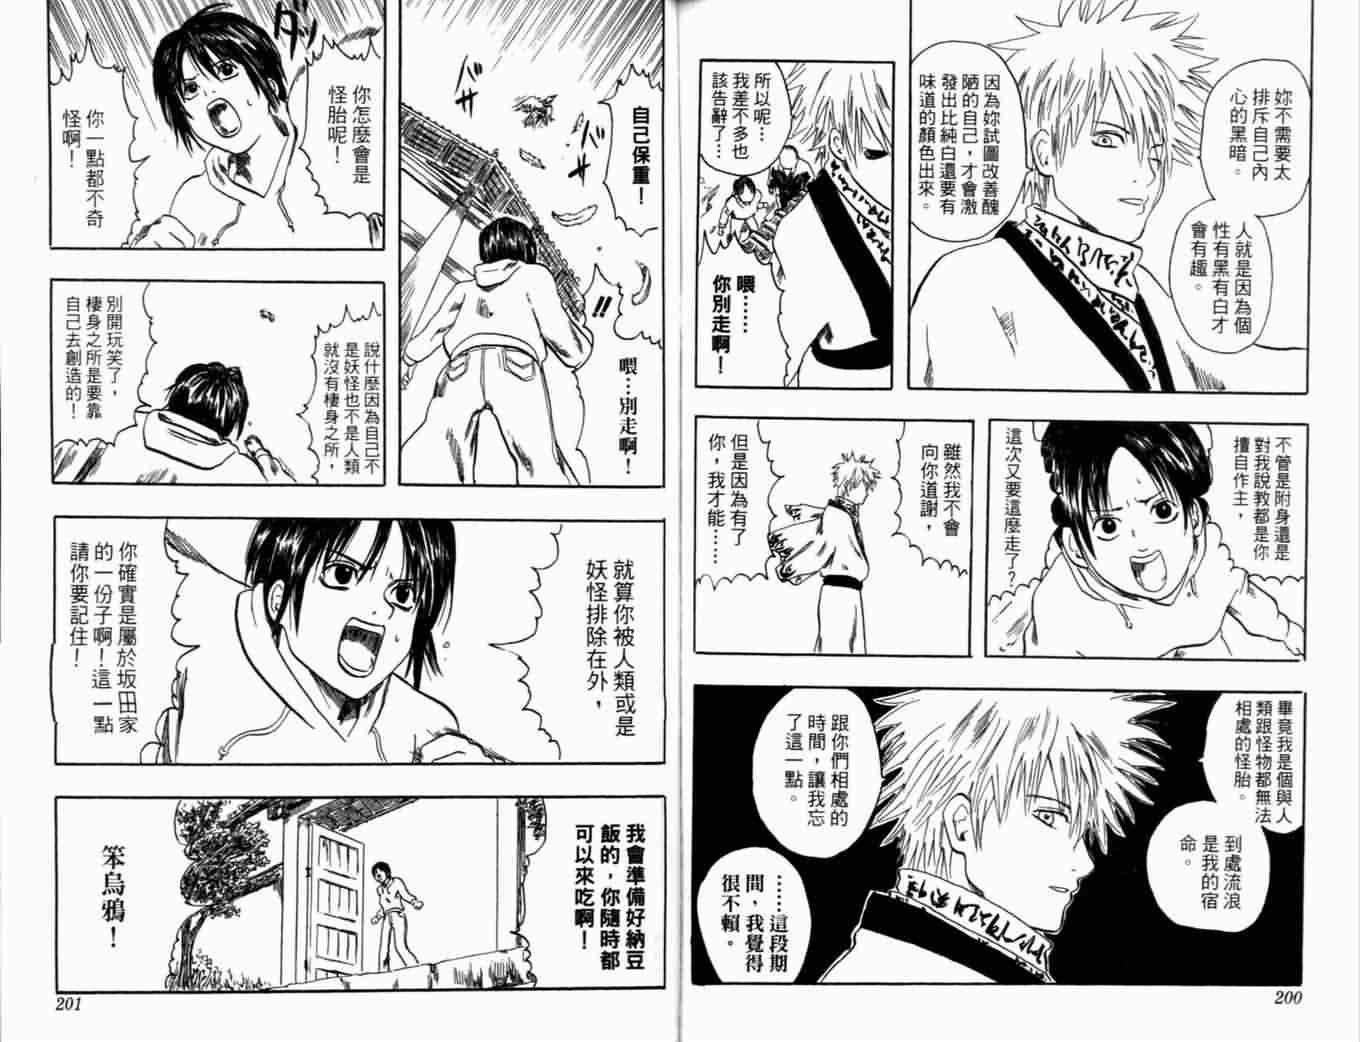 妳不需要太
排斥自己內
心的黑暗。
人就是因為個
性有黑有白才
會有趣。
因為妳試圖改善醜
陋的自己，才會激
發出比純白還要有
味道的顏色出來。
所以呢…
我差不多也
該告辭了…
喂……
你別走啊！
不管是附身還是
對我說教都是你
擅自作主，
這次又要這麼走了？
雖然我不會
向你道謝，
但是因為有了
你，我才能……
畢竟我是個與人
類跟怪物都無法
相處的怪胎。
到處流浪
是我的宿
命。
跟你們相處的
時間，讓我忘
了這一點。
……這段期
間，我覺得
很不賴。
200
自己保重！
バサ
バサ
!!
喂…別走啊！
ダッ
你怎麼會是
怪胎呢！
你一點都不奇
怪啊！
說什麼因為自己不
是妖怪也不是人類
就沒有棲身之所，
別開玩笑了，
棲身之所是要靠
自己去創造的！
就算你被人類或是
妖怪排除在外，
你確實是屬於坂田家
的一份子啊！這一點
請你要記住！
我會準備好納豆
飯的，你隨時都
可以來吃啊！
笨烏鴉！
201